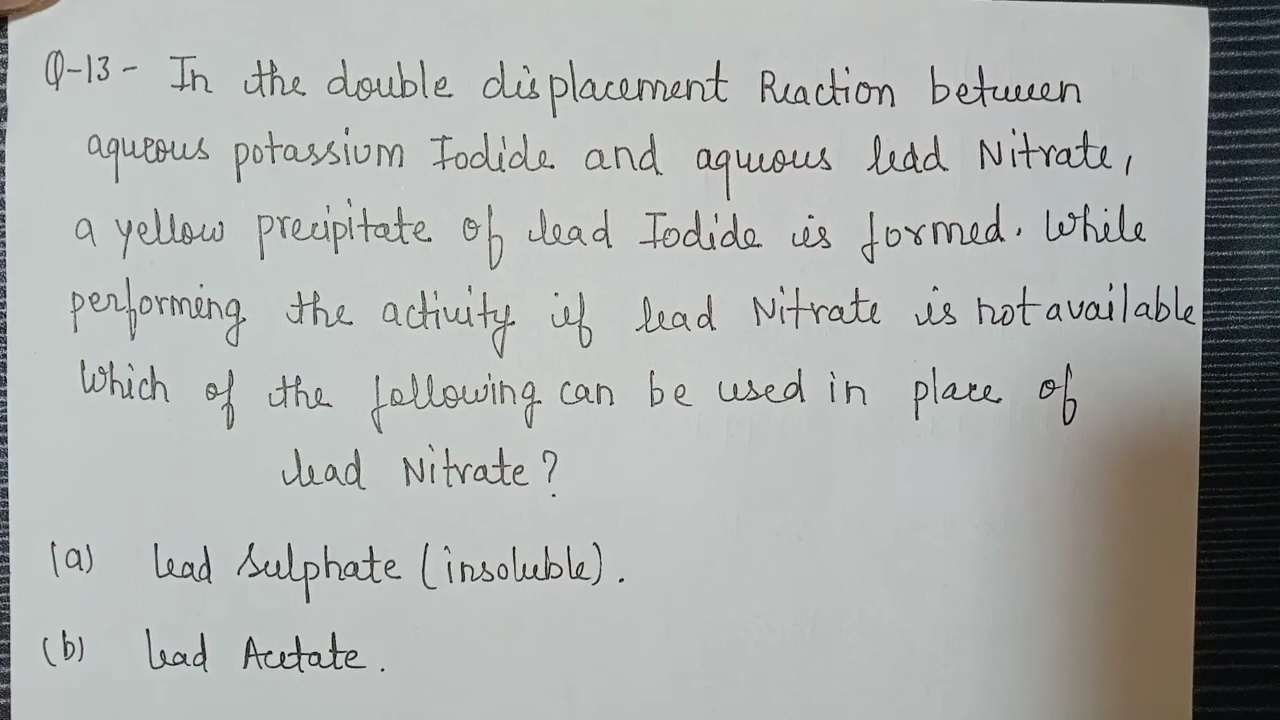 Q-13 - In the double displacement Reaction between
aqueous potassium Iodide and aqueous lead Nitrate,
a yellow precipitate of lead Iodide is formed. While
performing the activity if lead Nitrate is not available
Which of the following can be used in place of
lead Nitrate?
(a) lead Sulphate (insoluble).
(b) lead Acetate.